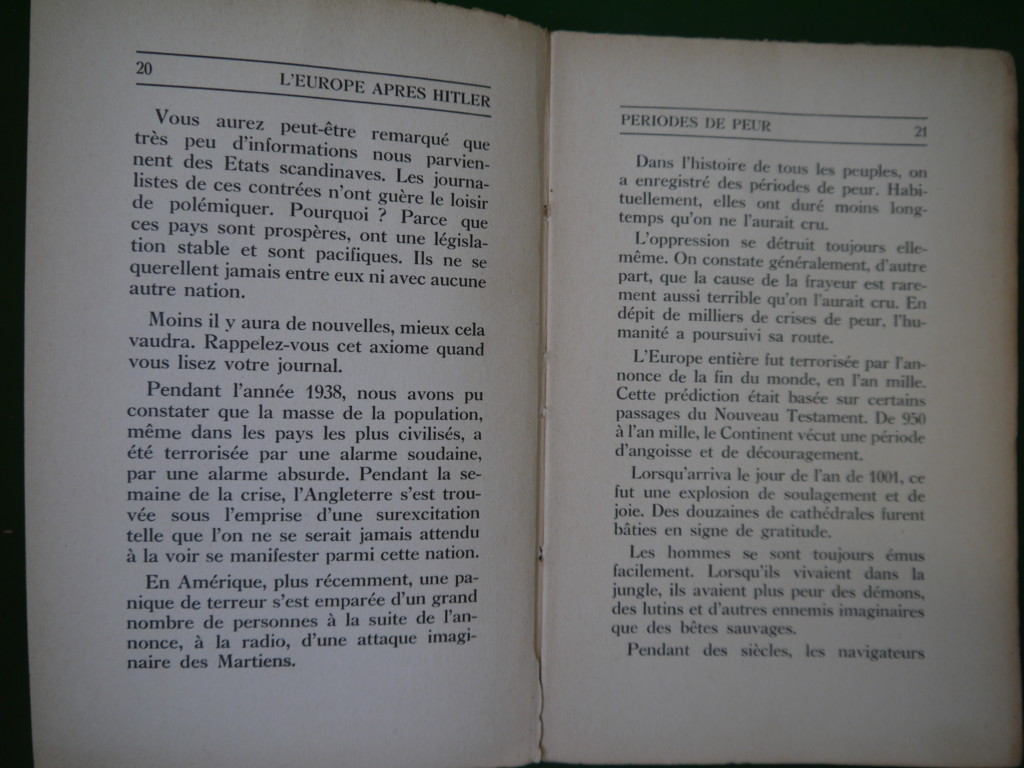 20
L'EUROPE APRES HITLER
Vous aurez peut-être remarqué que
très peu d'informations nous parvien-
nent des Etats scandinaves. Les journa-
listes de ces contrées n'ont guère le loisir
de polémiquer. Pourquoi ? Parce que
ces pays sont prospères, ont une législa-
tion stable et sont pacifiques. Ils ne se
querellent jamais entre eux ni avec aucune
autre nation.
Moins il y aura de nouvelles, mieux cela
vaudra. Rappelez-vous cet axiome quand
vous lisez votre journal.
Pendant l'année 1938, nous avons pu
constater que la masse de la population,
même dans les pays les plus civilisés, a
été terrorisée par une alarme soudaine,
par une alarme absurde. Pendant la se-
maine de la crise, l'Angleterre s'est trou-
vée sous l'emprise d'une surexcitation
telle que l'on ne se serait jamais attendu
à la voir se manifester parmi cette nation.
En Amérique, plus récemment, une pa-
nique de terreur s'est emparée d'un grand
nombre de personnes à la suite de l'an-
nonce, à la radio, d'une attaque imagi-
naire des Martiens.
PERIODES DE PEUR
21
Dans l'histoire de tous les peuples, on
a enregistré des périodes de peur. Habi-
tuellement, elles ont duré moins long-
temps qu'on ne l'aurait cru.
L'oppression se détruit toujours elle-
même. On constate généralement, d'autre
part, que la cause de la frayeur est rare-
ment aussi terrible qu'on l'aurait cru. En
dépit de milliers de crises de peur, l'hu-
manité a poursuivi sa route.
L'Europe entière fut terrorisée par l'an-
nonce de la fin du monde, en l'an mille.
Cette prédiction était basée sur certains
passages du Nouveau Testament. De 950
à l'an mille, le Continent vécut une période
d'angoisse et de découragement.
Lorsqu'arriva le jour de l'an de 1001, ce
fut une explosion de soulagement et de
joie. Des douzaines de cathédrales furent
bâties en signe de gratitude.
Les hommes se sont toujours émus
facilement. Lorsqu'ils vivaient dans la
jungle, ils avaient plus peur des démons,
des lutins et d'autres ennemis imaginaires
que des bêtes sauvages.
Pendant des siècles, les navigateurs